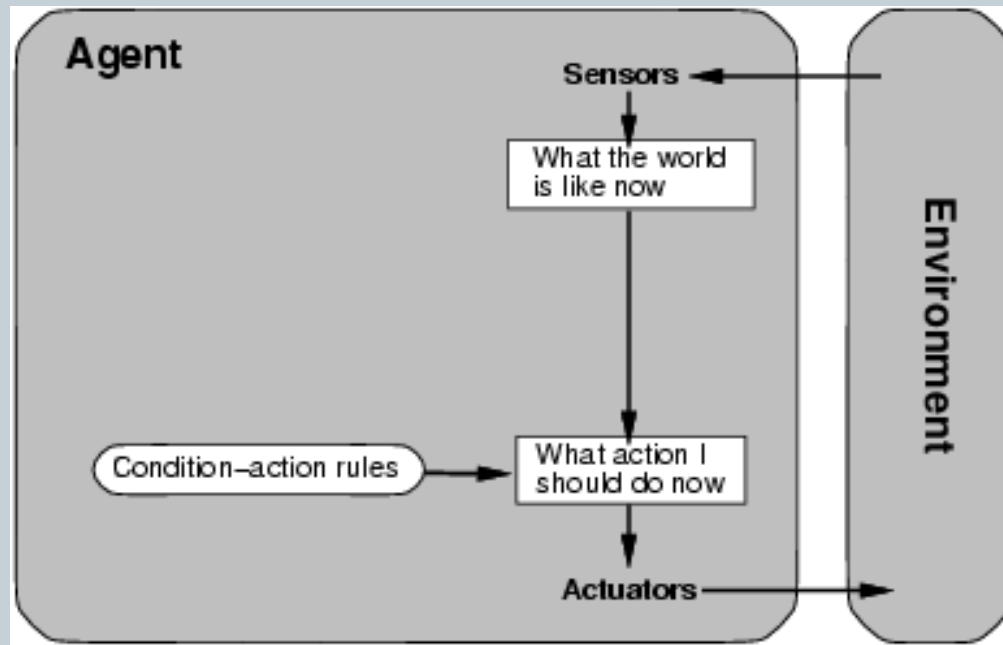 Agent
Sensors
What the world
is like now
Environment
Condition–action rules
What action I
should do now
Actuators